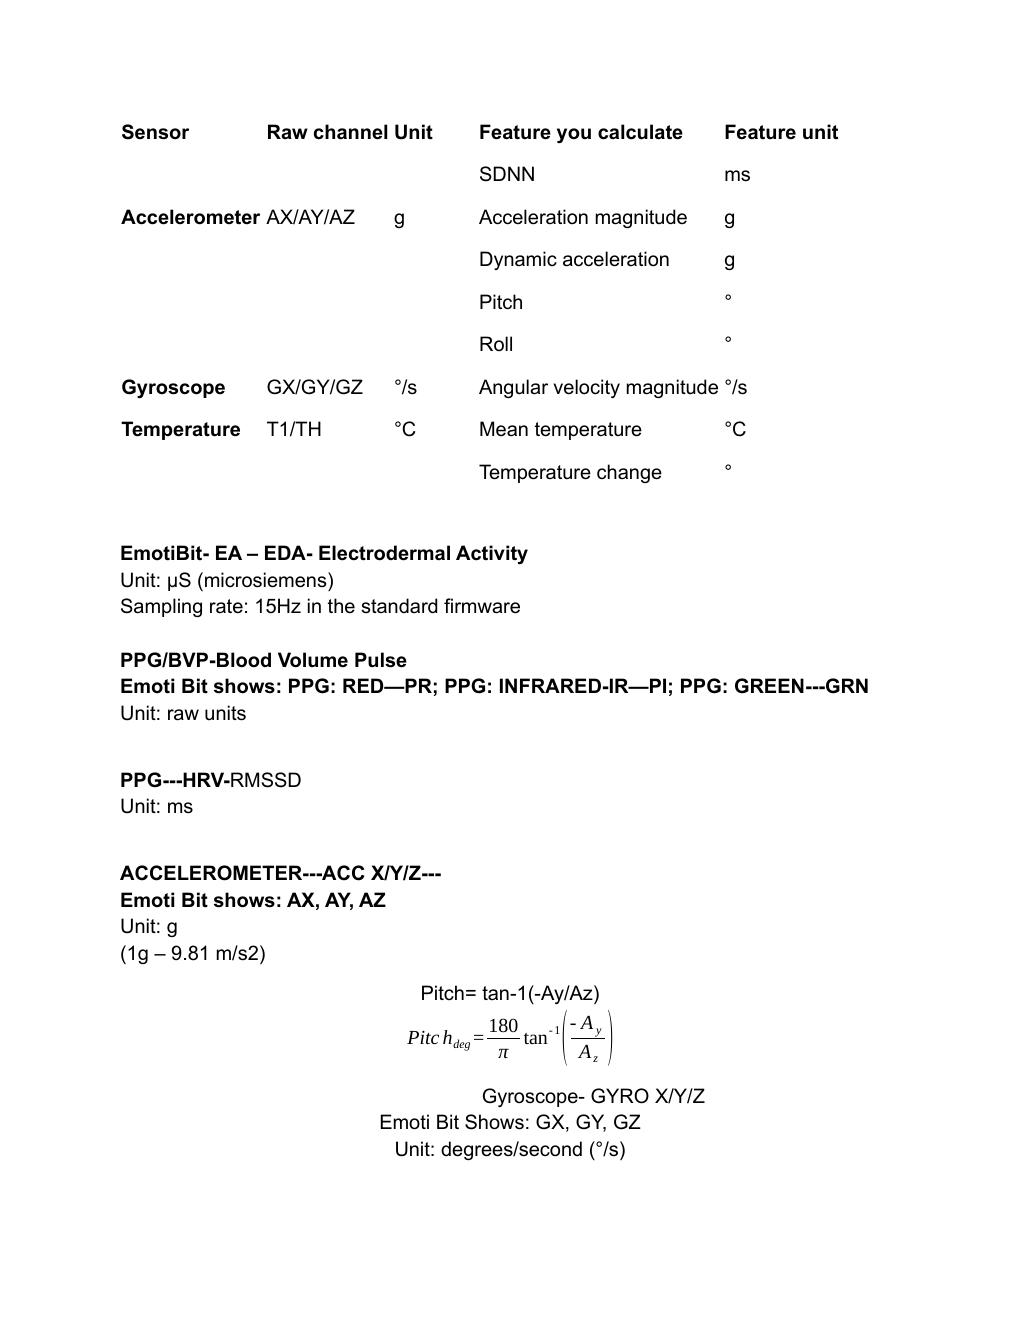 Sensor Raw channel Unit Feature you calculate Feature unit
SDNN ms
Accelerometer AX/AY/AZ g Acceleration magnitude g
Dynamic acceleration g
Pitch °
Roll °
Gyroscope GX/GY/GZ °/s Angular velocity magnitude °/s
Temperature T1/TH °C Mean temperature °C
Temperature change °
EmotiBit- EA – EDA- Electrodermal Activity
Unit: µS (microsiemens)
Sampling rate: 15Hz in the standard firmware
PPG/BVP-Blood Volume Pulse
Emoti Bit shows: PPG: RED—PR; PPG: INFRARED-IR—PI; PPG: GREEN---GRN
Unit: raw units
PPG---HRV-RMSSD
Unit: ms
ACCELEROMETER---ACC X/Y/Z---
Emoti Bit shows: AX, AY, AZ
Unit: g
(1g – 9.81 m/s2)
Pitch= tan-1(-Ay/Az)
Pitc h_deg = 180/π tan^-1 (- A_y / A_z)
Gyroscope- GYRO X/Y/Z
Emoti Bit Shows: GX, GY, GZ
Unit: degrees/second (°/s)